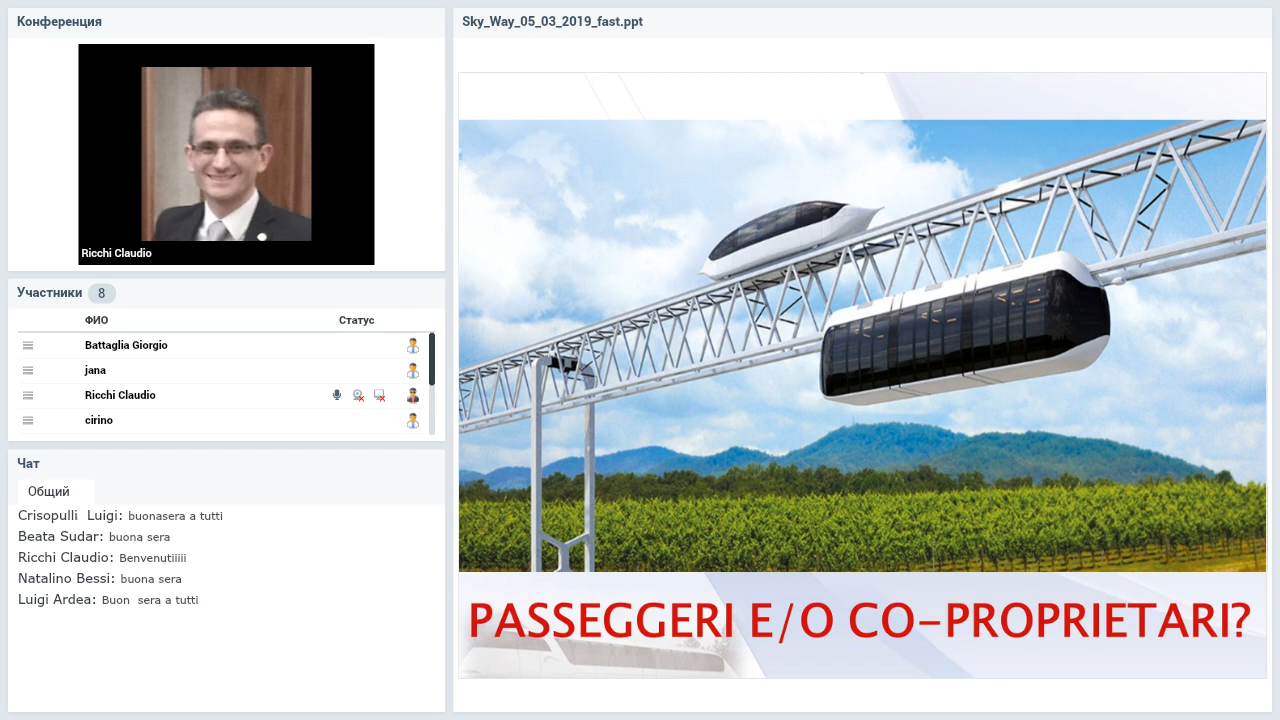 Конференция
Ricchi Claudio
Участники 8
ФИО Статус
Battaglia Giorgio
jana
Ricchi Claudio
cirino
Чат
Общий
Crisopulli Luigi: buonasera a tutti
Beata Sudar: buona sera
Ricchi Claudio: Benvenutiiiii
Natalino Bessi: buona sera
Luigi Ardea: Buon sera a tutti
Sky_Way_05_03_2019_fast.ppt
PASSEGGERI E/O CO-PROPRIETARI?